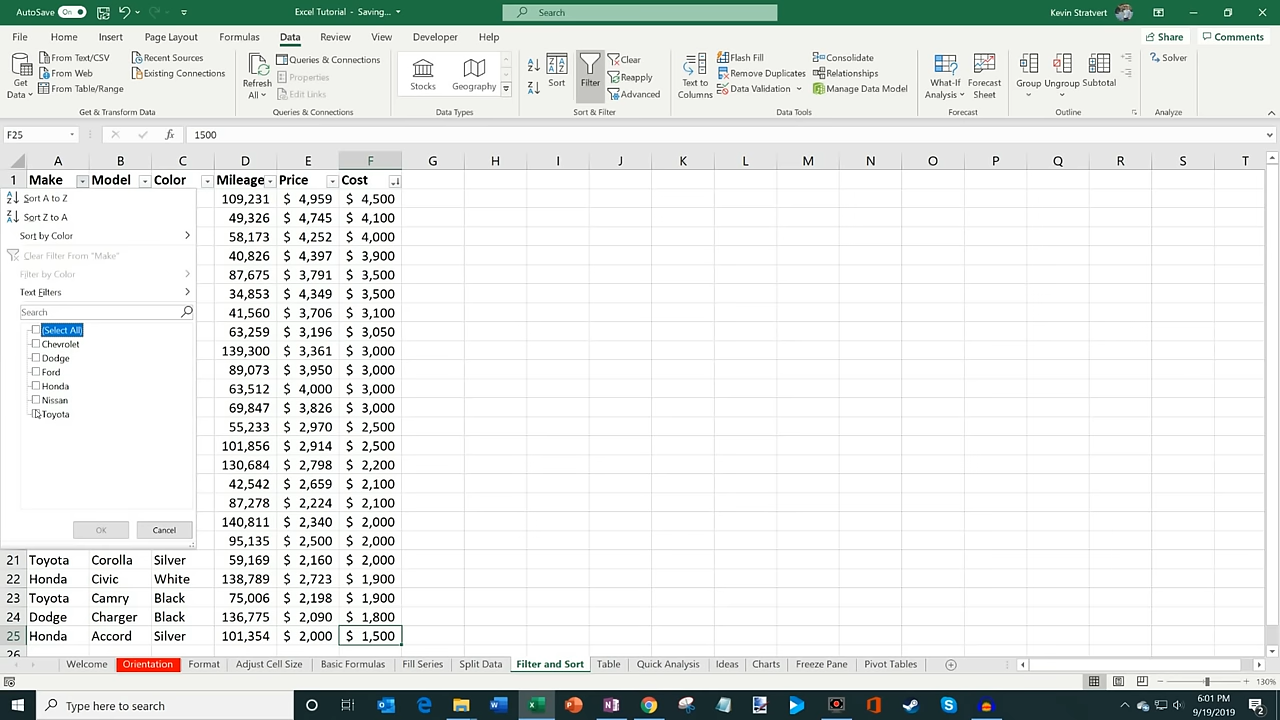 AutoSave On Excel Tutorial - Saving... Search Kevin Stratvert
File Home Insert Page Layout Formulas Data Review View Developer Help Share Comments
Get Data From Text/CSV From Web From Table/Range Recent Sources Existing Connections
Refresh All Queries & Connections Properties Edit Links
Stocks Geography
Sort Filter Clear Reapply Advanced
Text to Columns Flash Fill Remove Duplicates Data Validation Consolidate Relationships Manage Data Model
What-If Analysis Forecast Sheet
Group Ungroup Subtotal
Solver
Get & Transform Data Queries & Connections Data Types Sort & Filter Data Tools Forecast Outline Analyze
F25 fx 1500
A B C D E F G H I J K L M N O P Q R S T
1 Make Model Color Mileage Price Cost
Sort A to Z
Sort Z to A
Sort by Color
Clear Filter From "Make"
Filter by Color
Text Filters
Search
(Select All)
Chevrolet
Dodge
Ford
Honda
Nissan
Toyota
OK Cancel
109,231 $ 4,959 $ 4,500
49,326 $ 4,745 $ 4,100
58,173 $ 4,252 $ 4,000
40,826 $ 4,397 $ 3,900
87,675 $ 3,791 $ 3,500
34,853 $ 4,349 $ 3,500
41,560 $ 3,706 $ 3,100
63,259 $ 3,196 $ 3,050
139,300 $ 3,361 $ 3,000
89,073 $ 3,950 $ 3,000
63,512 $ 4,000 $ 3,000
69,847 $ 3,826 $ 3,000
55,233 $ 2,970 $ 2,500
101,856 $ 2,914 $ 2,500
130,684 $ 2,798 $ 2,200
42,542 $ 2,659 $ 2,100
87,278 $ 2,224 $ 2,100
140,811 $ 2,340 $ 2,000
95,135 $ 2,500 $ 2,000
21 Toyota Corolla Silver 59,169 $ 2,160 $ 2,000
22 Honda Civic White 138,789 $ 2,723 $ 1,900
23 Toyota Camry Black 75,006 $ 2,198 $ 1,900
24 Dodge Charger Black 136,775 $ 2,090 $ 1,800
25 Honda Accord Silver 101,354 $ 2,000 $ 1,500
26
Welcome Orientation Format Adjust Cell Size Basic Formulas Fill Series Split Data Filter and Sort Table Quick Analysis Ideas Charts Freeze Pane Pivot Tables
130%
Type here to search
6:01 PM
9/19/2019